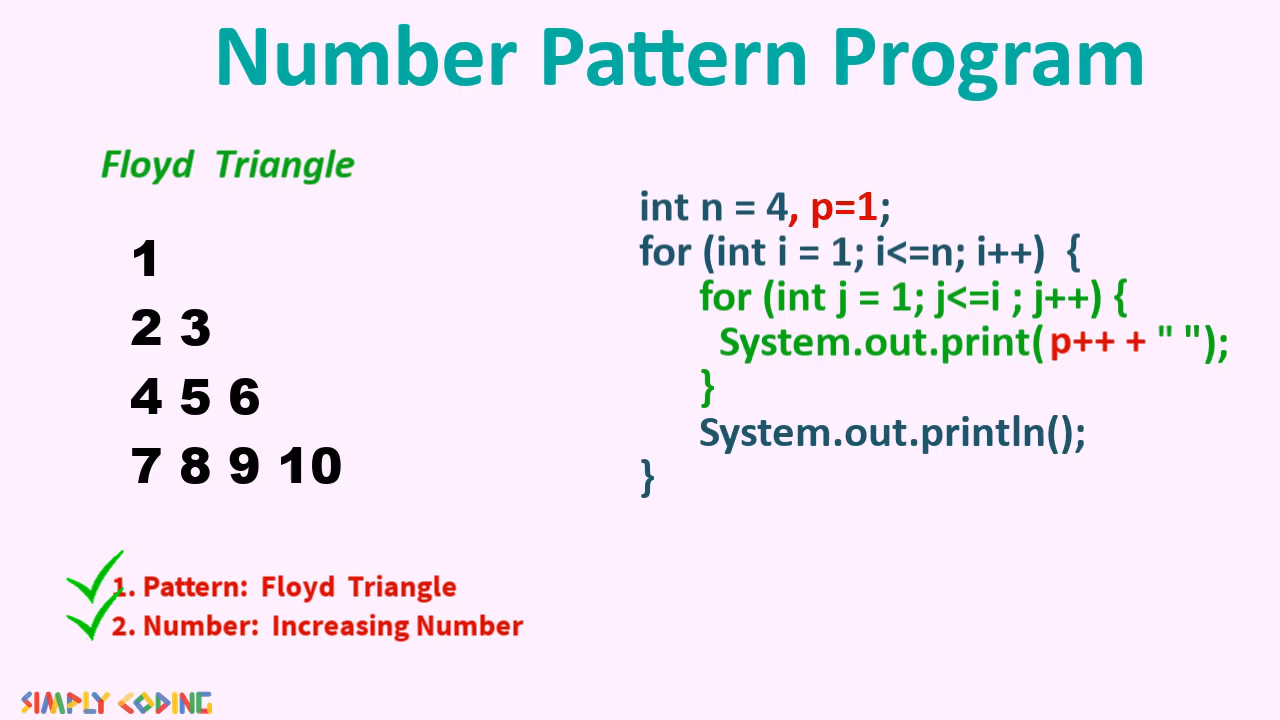 Number Pattern Program
Floyd Triangle
1
2 3
4 5 6
7 8 9 10
int n = 4, p=1;
for (int i = 1; i<=n; i++) {
for (int j = 1; j<=i ; j++) {
System.out.print( p++ + " ");
}
System.out.println();
}
1. Pattern: Floyd Triangle
2. Number: Increasing Number
SIMPLY CODING